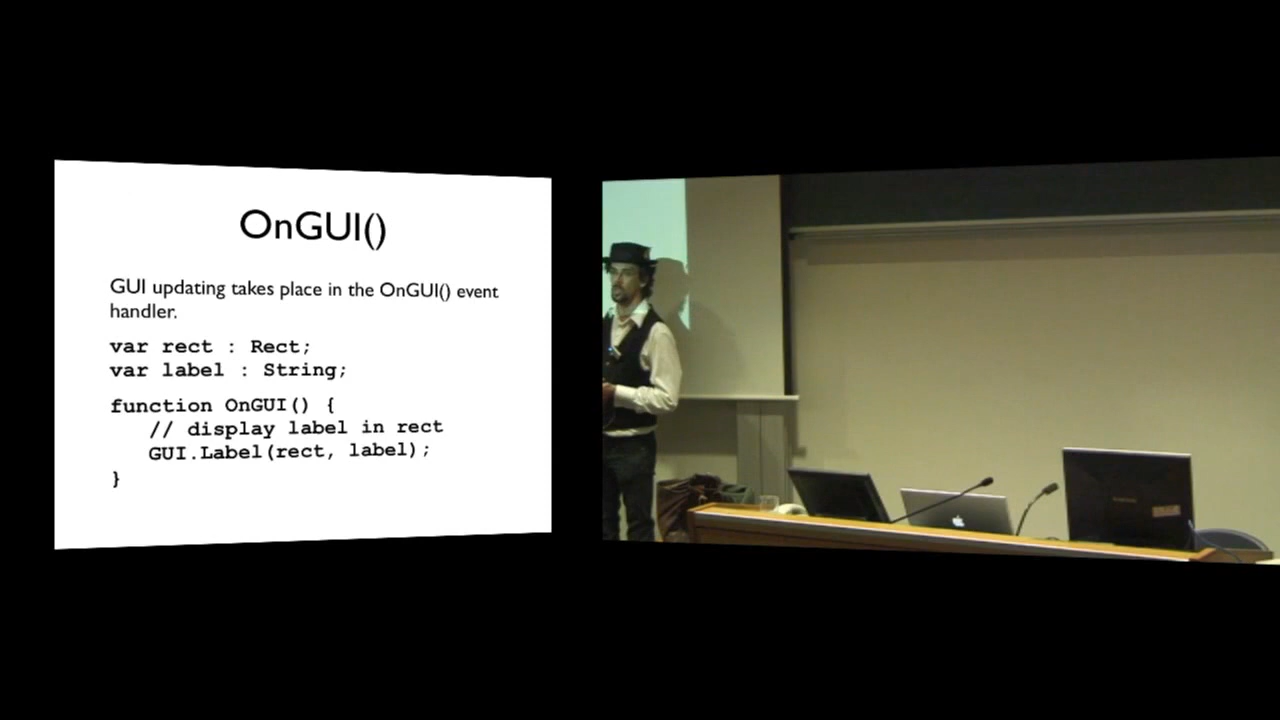 OnGUI()
GUI updating takes place in the OnGUI() event
handler.
var rect : Rect;
var label : String;
function OnGUI() {
// display label in rect
GUI.Label(rect, label);
}